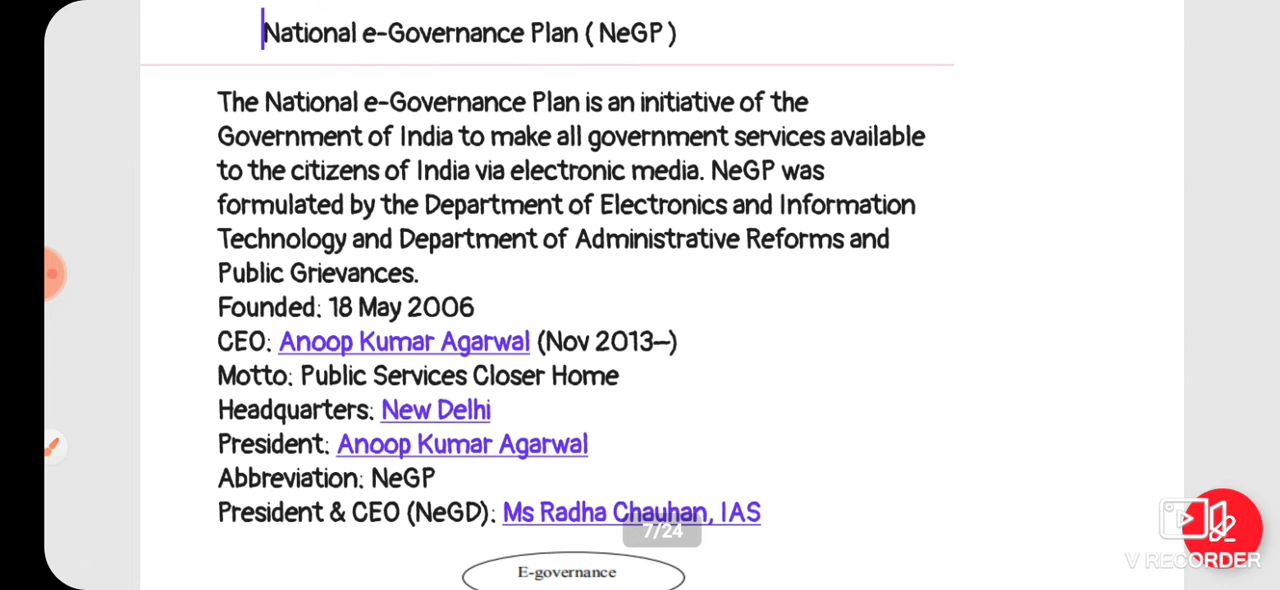 National e-Governance Plan ( NeGP )
The National e-Governance Plan is an initiative of the
Government of India to make all government services available
to the citizens of India via electronic media. NeGP was
formulated by the Department of Electronics and Information
Technology and Department of Administrative Reforms and
Public Grievances.
Founded: 18 May 2006
CEO: Anoop Kumar Agarwal (Nov 2013–)
Motto: Public Services Closer Home
Headquarters: New Delhi
President: Anoop Kumar Agarwal
Abbreviation: NeGP
President & CEO (NeGD): Ms Radha Chauhan, IAS
7/24
E-governance
V RECORDER